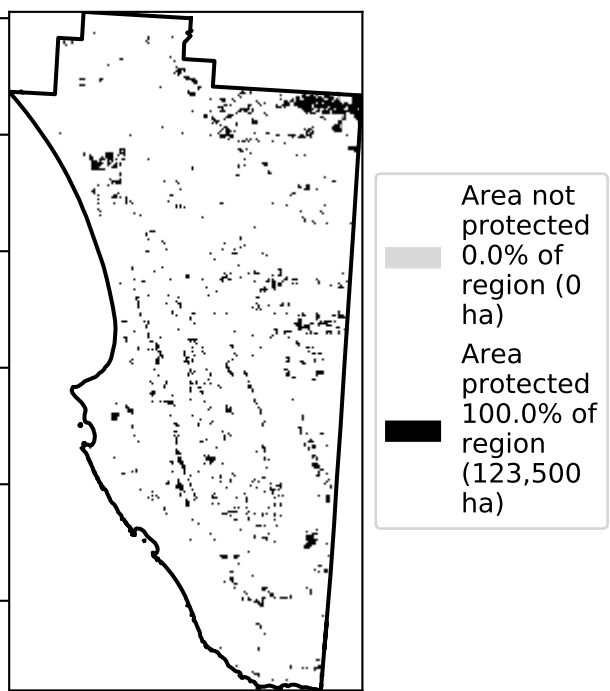 Area not
protected
0.0% of
region (0
ha)
Area
protected
100.0% of
region
(123,500
ha)